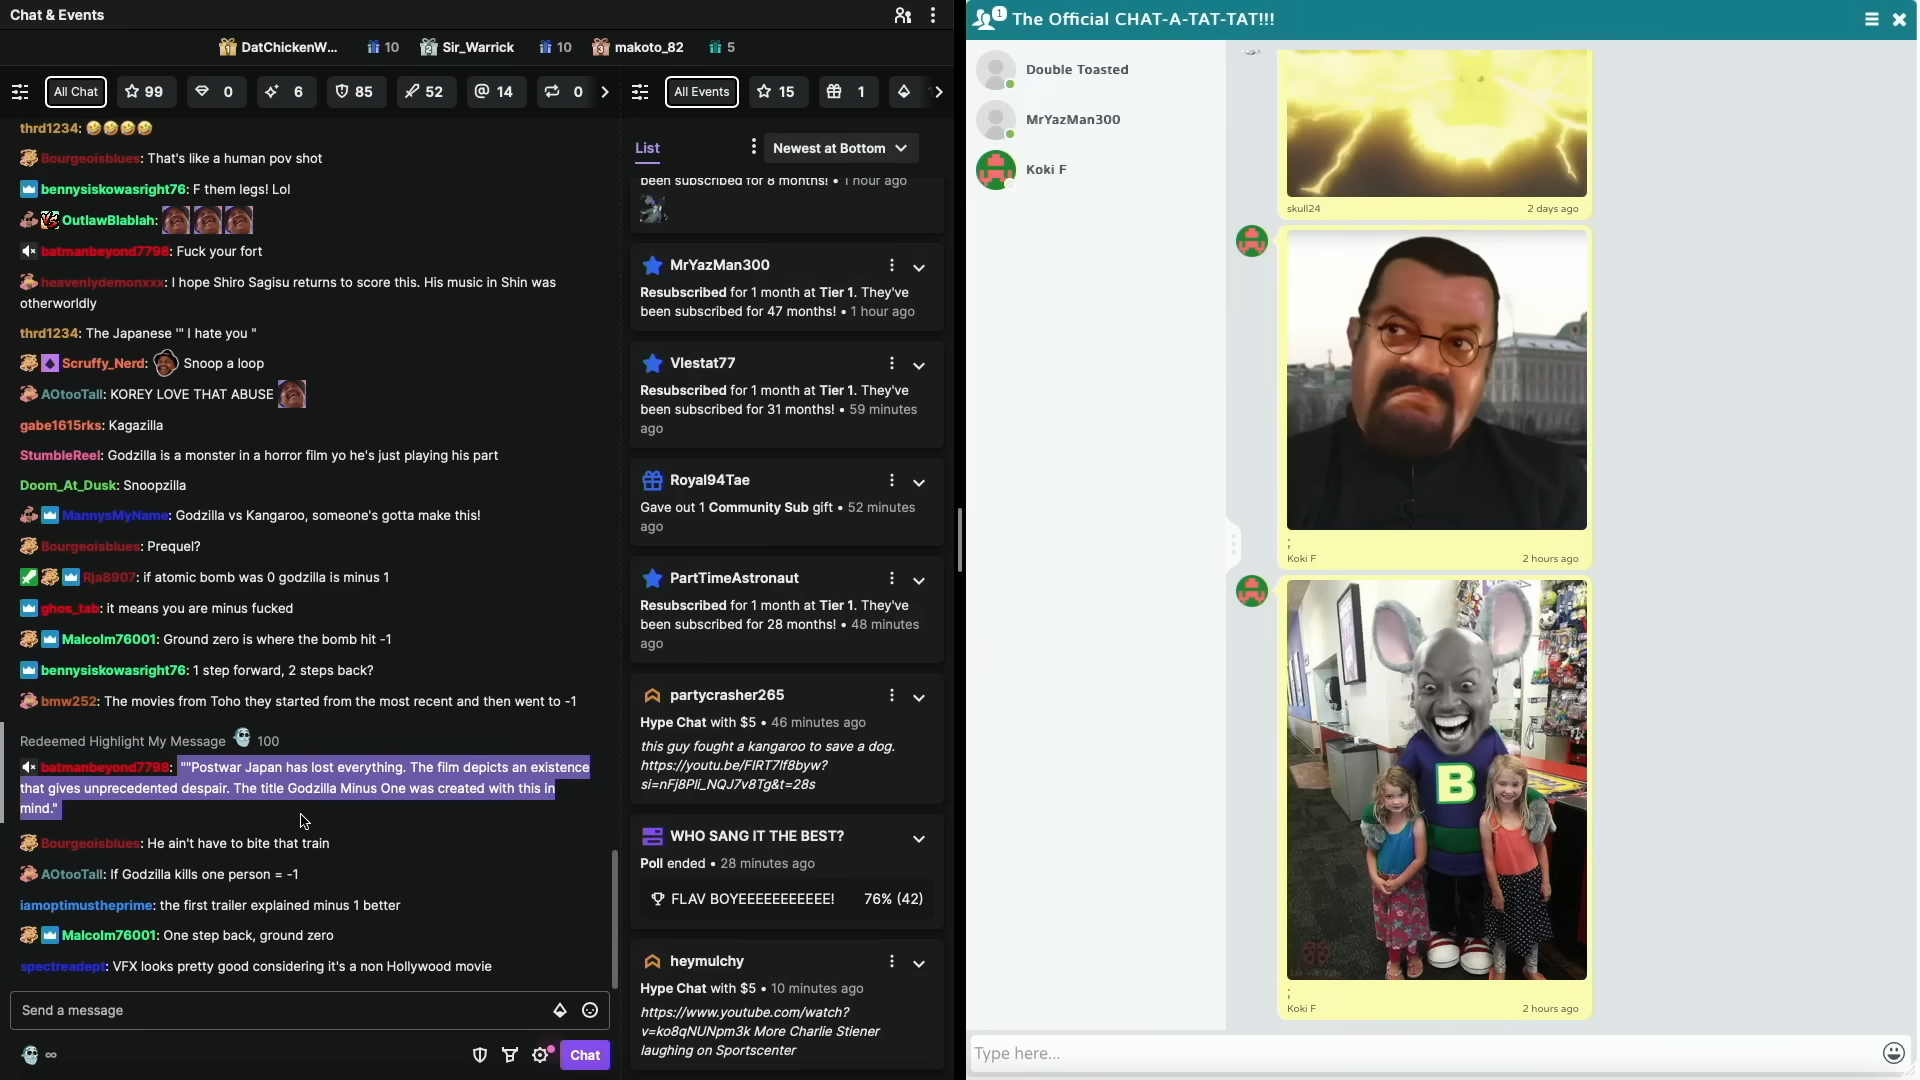 Chat & Events
DatChickenW... 10 Sir_Warrick 10 makoto_82 5
All Chat 99 0 6 85 52 14 0
thrd1234: 🤣🤣🤣🤣
Bourgeoisblues: That's like a human pov shot
bennysiskowasright76: F them legs! Lol
OutlawBlablah:
batmanbeyond7798: Fuck your fort
heavenlydemonxxx: I hope Shiro Sagisu returns to score this. His music in Shin was
otherworldly
thrd1234: The Japanese '" I hate you "
Scruffy_Nerd: Snoop a loop
AOtooTall: KOREY LOVE THAT ABUSE
gabe1615rks: Kagazilla
StumbleReel: Godzilla is a monster in a horror film yo he's just playing his part
Doom_At_Dusk: Snoopzilla
MannysMyName: Godzilla vs Kangaroo, someone's gotta make this!
Bourgeoisblues: Prequel?
Rja8907: if atomic bomb was 0 godzilla is minus 1
ghos_tab: it means you are minus fucked
Malcolm76001: Ground zero is where the bomb hit -1
bennysiskowasright76: 1 step forward, 2 steps back?
bmw252: The movies from Toho they started from the most recent and then went to -1
Redeemed Highlight My Message 100
batmanbeyond7798: ""Postwar Japan has lost everything. The film depicts an existence
that gives unprecedented despair. The title Godzilla Minus One was created with this in
mind."
Bourgeoisblues: He ain't have to bite that train
AOtooTall: If Godzilla kills one person = -1
iamoptimustheprime: the first trailer explained minus 1 better
Malcolm76001: One step back, ground zero
spectreadept: VFX looks pretty good considering it's a non Hollywood movie
Send a message
∞
Chat
All Events 15 1
List
Newest at Bottom
been subscribed for 8 months! • 1 hour ago
MrYazMan300
Resubscribed for 1 month at Tier 1. They've
been subscribed for 47 months! • 1 hour ago
Vlestat77
Resubscribed for 1 month at Tier 1. They've
been subscribed for 31 months! • 59 minutes
ago
Royal94Tae
Gave out 1 Community Sub gift • 52 minutes
ago
PartTimeAstronaut
Resubscribed for 1 month at Tier 1. They've
been subscribed for 28 months! • 48 minutes
ago
partycrasher265
Hype Chat with $5 • 46 minutes ago
this guy fought a kangaroo to save a dog.
https://youtu.be/FIRT7lf8byw?
si=nFj8Pli_NQJ7v8Tg&t=28s
WHO SANG IT THE BEST?
Poll ended • 28 minutes ago
FLAV BOYEEEEEEEEEEE! 76% (42)
heymulchy
Hype Chat with $5 • 10 minutes ago
https://www.youtube.com/watch?
v=ko8qNUNpm3k More Charlie Stiener
laughing on Sportscenter
1 The Official CHAT-A-TAT-TAT!!!
Double Toasted
MrYazMan300
Koki F
skull24 2 days ago
;
Koki F 2 hours ago
B
;
Koki F 2 hours ago
Type here...